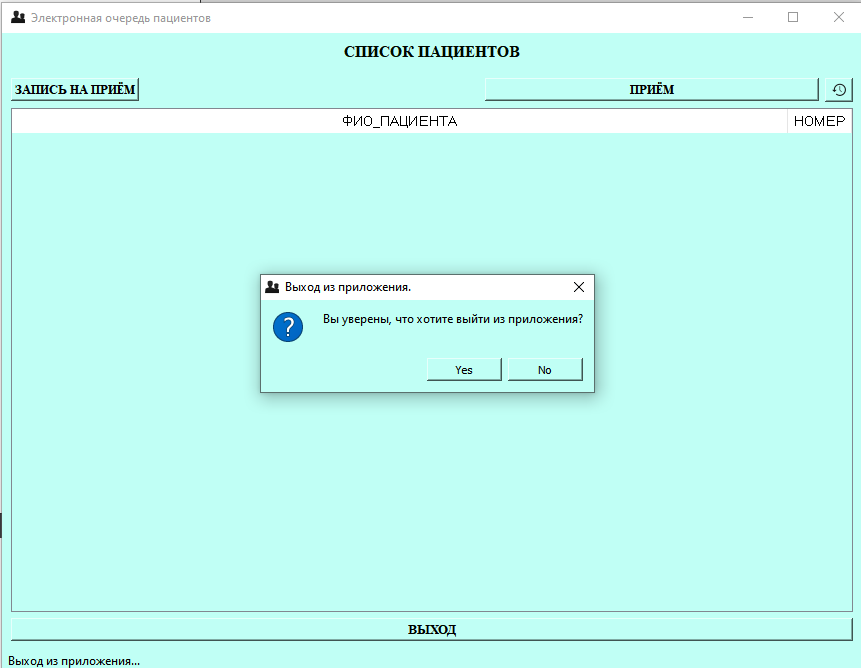 Электронная очередь пациентов
СПИСОК ПАЦИЕНТОВ
ЗАПИСЬ НА ПРИЁМ
ПРИЁМ
ФИО_ПАЦИЕНТА
НОМЕР
Выход из приложения.
Вы уверены, что хотите выйти из приложения?
Yes
No
ВЫХОД
Выход из приложения...